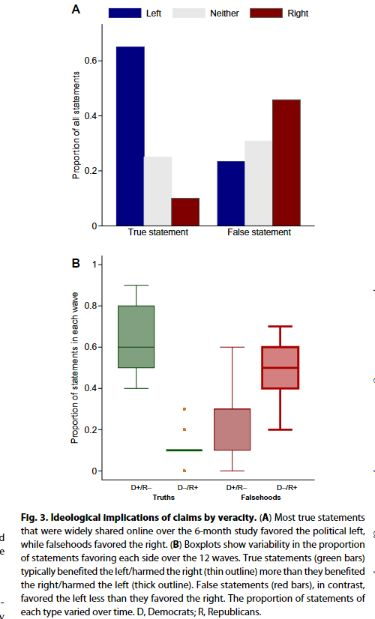 A
Left Neither Right
Proportion of all statements
0.6
0.4
0.2
0
True statement False statement
B
Proportion of statements in each wave
1
0.8
0.6
0.4
0.2
0
D+/R– D–/R+ D+/R– D–/R+
Truths Falsehoods
Fig. 3. Ideological implications of claims by veracity. (A) Most true statements
that were widely shared online over the 6-month study favored the political left,
while falsehoods favored the right. (B) Boxplots show variability in the proportion
of statements favoring each side over the 12 waves. True statements (green bars)
typically benefited the left/harmed the right (thin outline) more than they benefited
the right/harmed the left (thick outline). False statements (red bars), in contrast,
favored the left less than they favored the right. The proportion of statements of
each type varied over time. D, Democrats; R, Republicans.